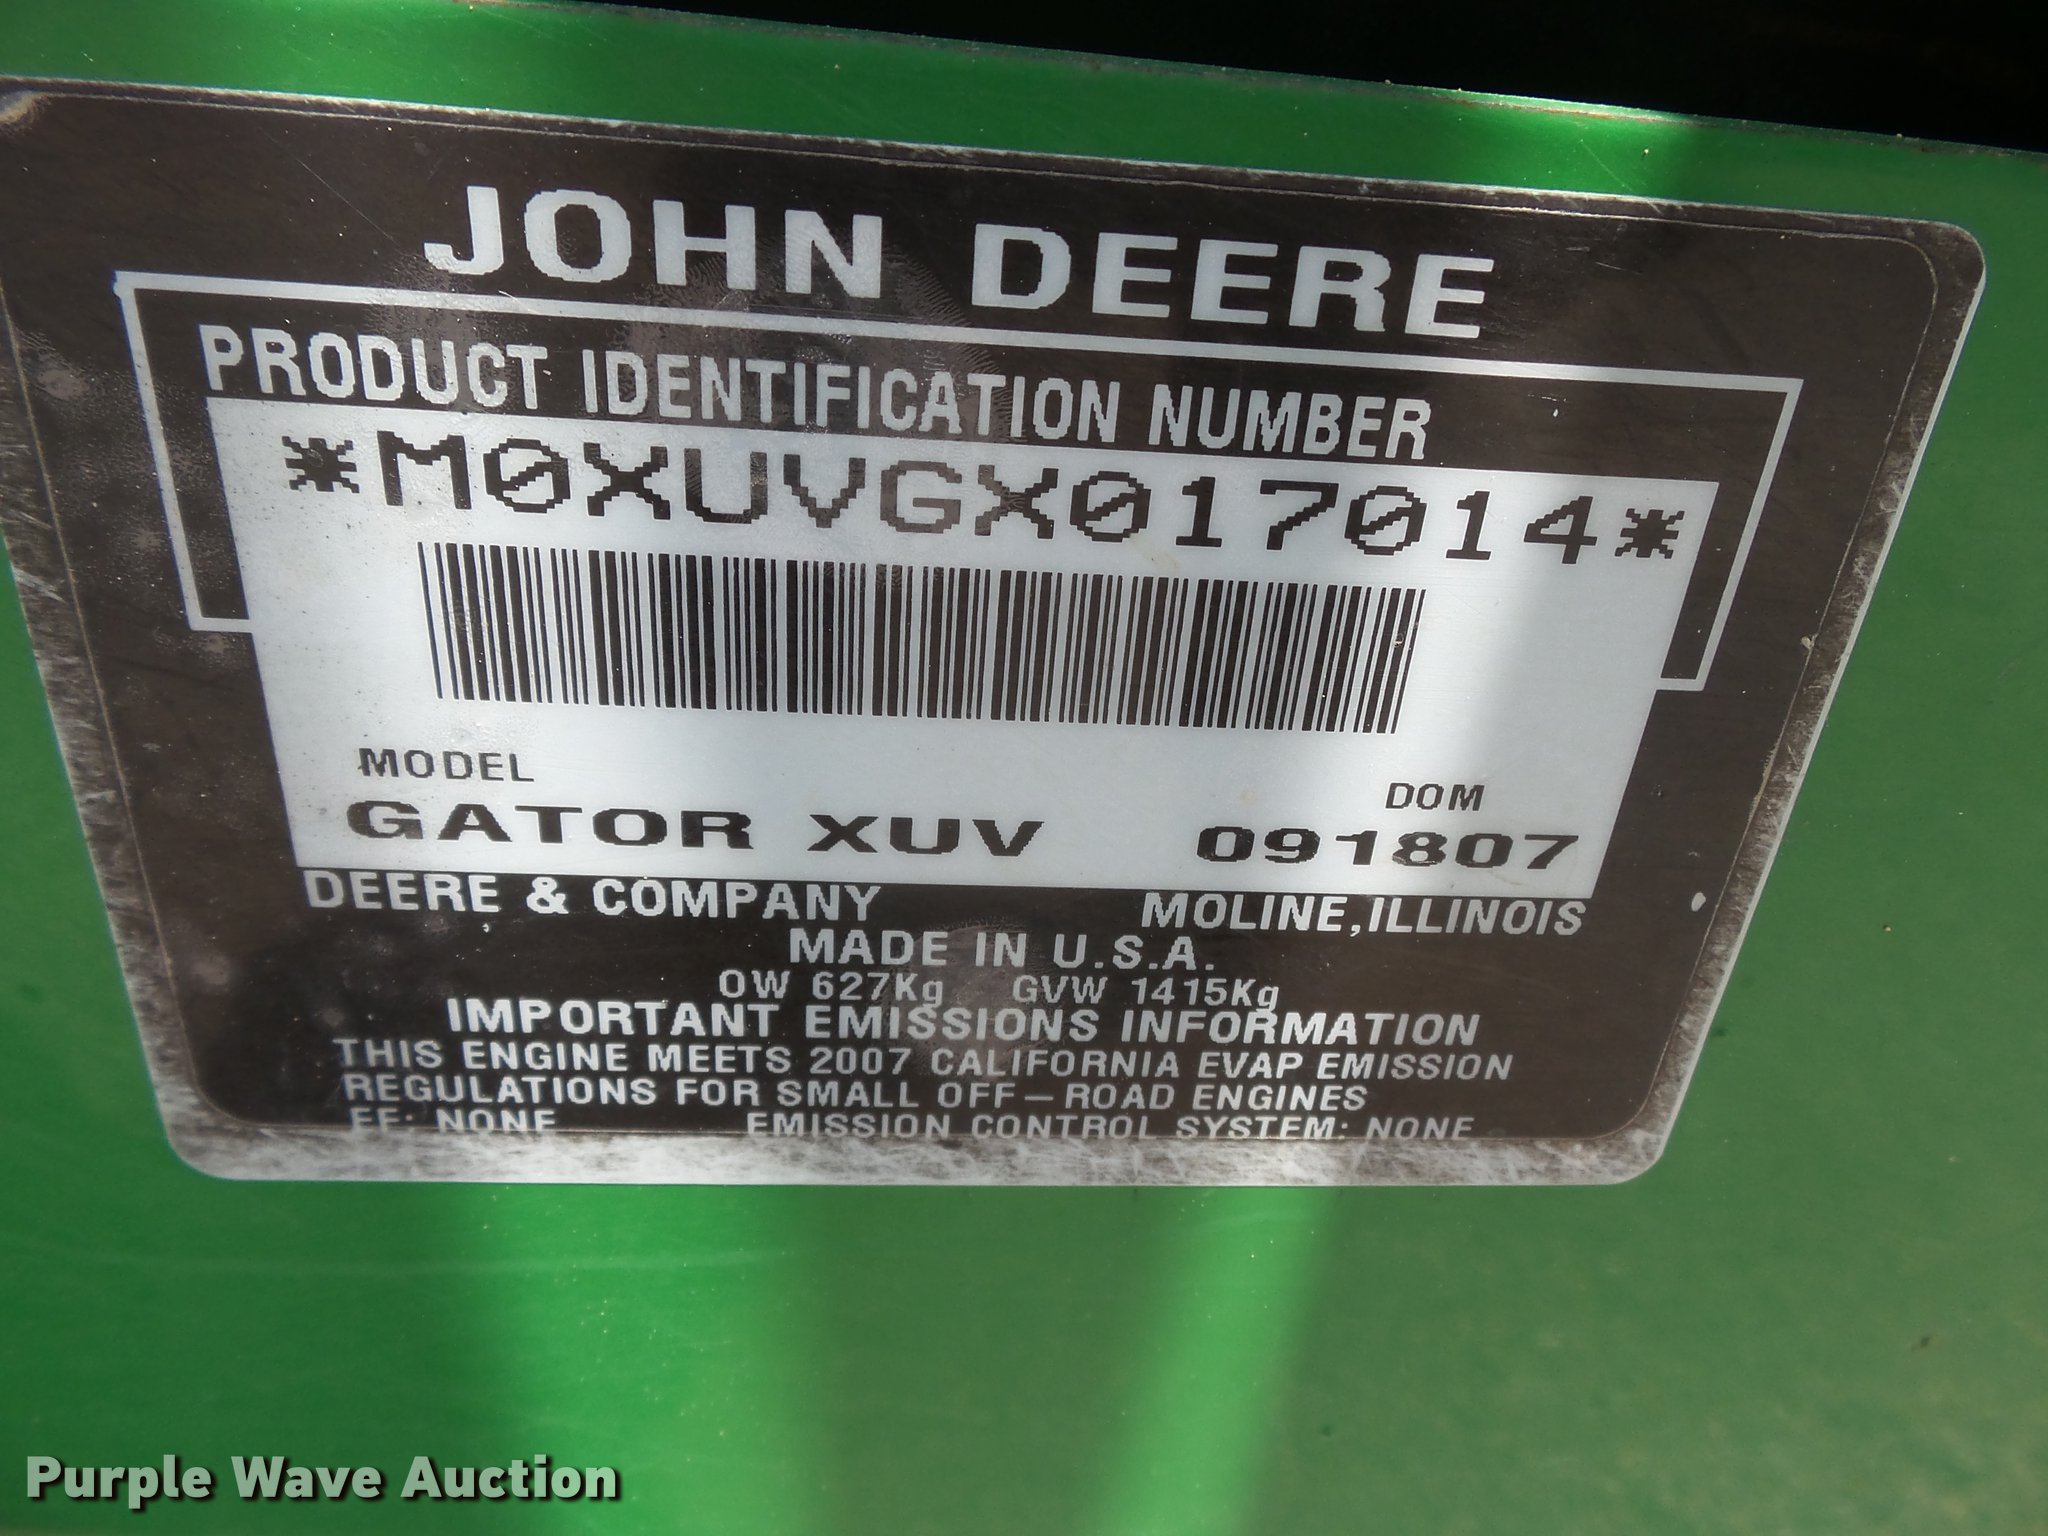 JOHN DEERE
PRODUCT IDENTIFICATION NUMBER
*M0XUVGX017014*
MODEL
DOM
GATOR XUV 091807
DEERE & COMPANY MOLINE, ILLINOIS
MADE IN U.S.A.
OW 627Kg GVW 1415Kg
IMPORTANT EMISSIONS INFORMATION
THIS ENGINE MEETS 2007 CALIFORNIA EVAP EMISSION
REGULATIONS FOR SMALL OFF-ROAD ENGINES
EF: NONE EMISSION CONTROL SYSTEM: NONE
Purple Wave Auction